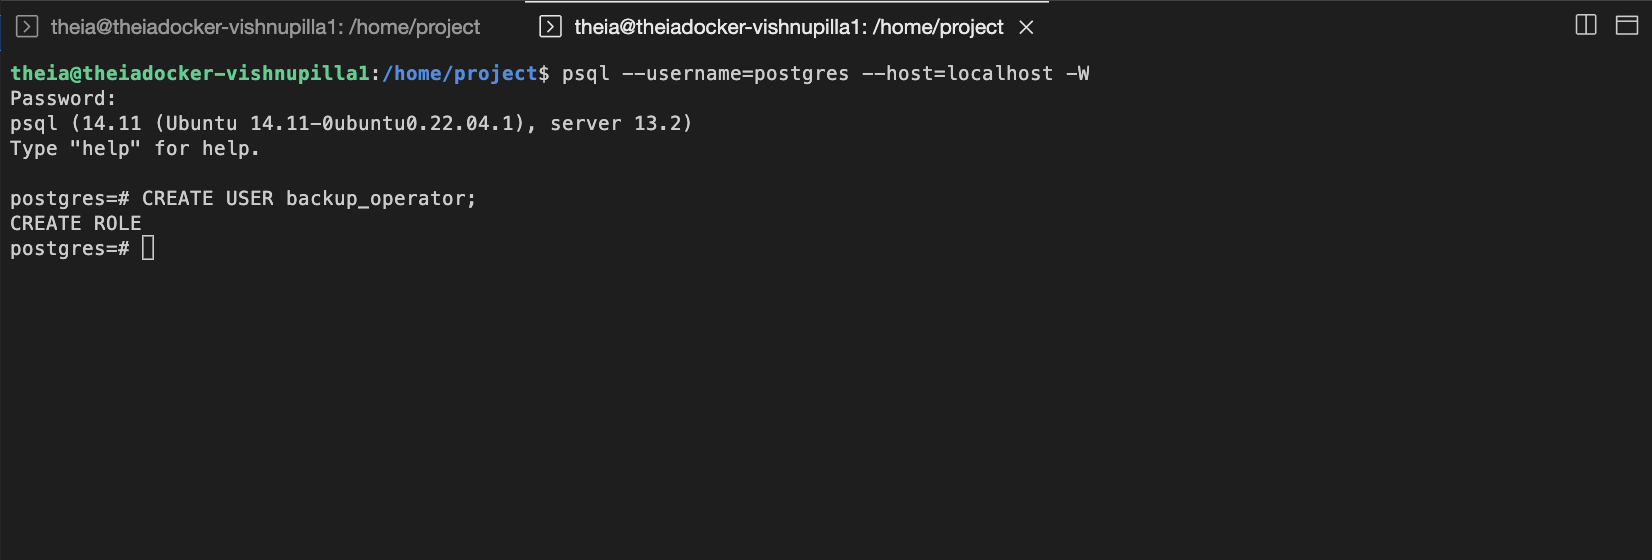 theia@theiadocker-vishnupilla1: /home/project
theia@theiadocker-vishnupilla1: /home/project
theia@theiadocker-vishnupilla1:/home/project$ psql --username=postgres --host=localhost -W
Password:
psql (14.11 (Ubuntu 14.11-0ubuntu0.22.04.1), server 13.2)
Type "help" for help.
postgres=# CREATE USER backup_operator;
CREATE ROLE
postgres=#